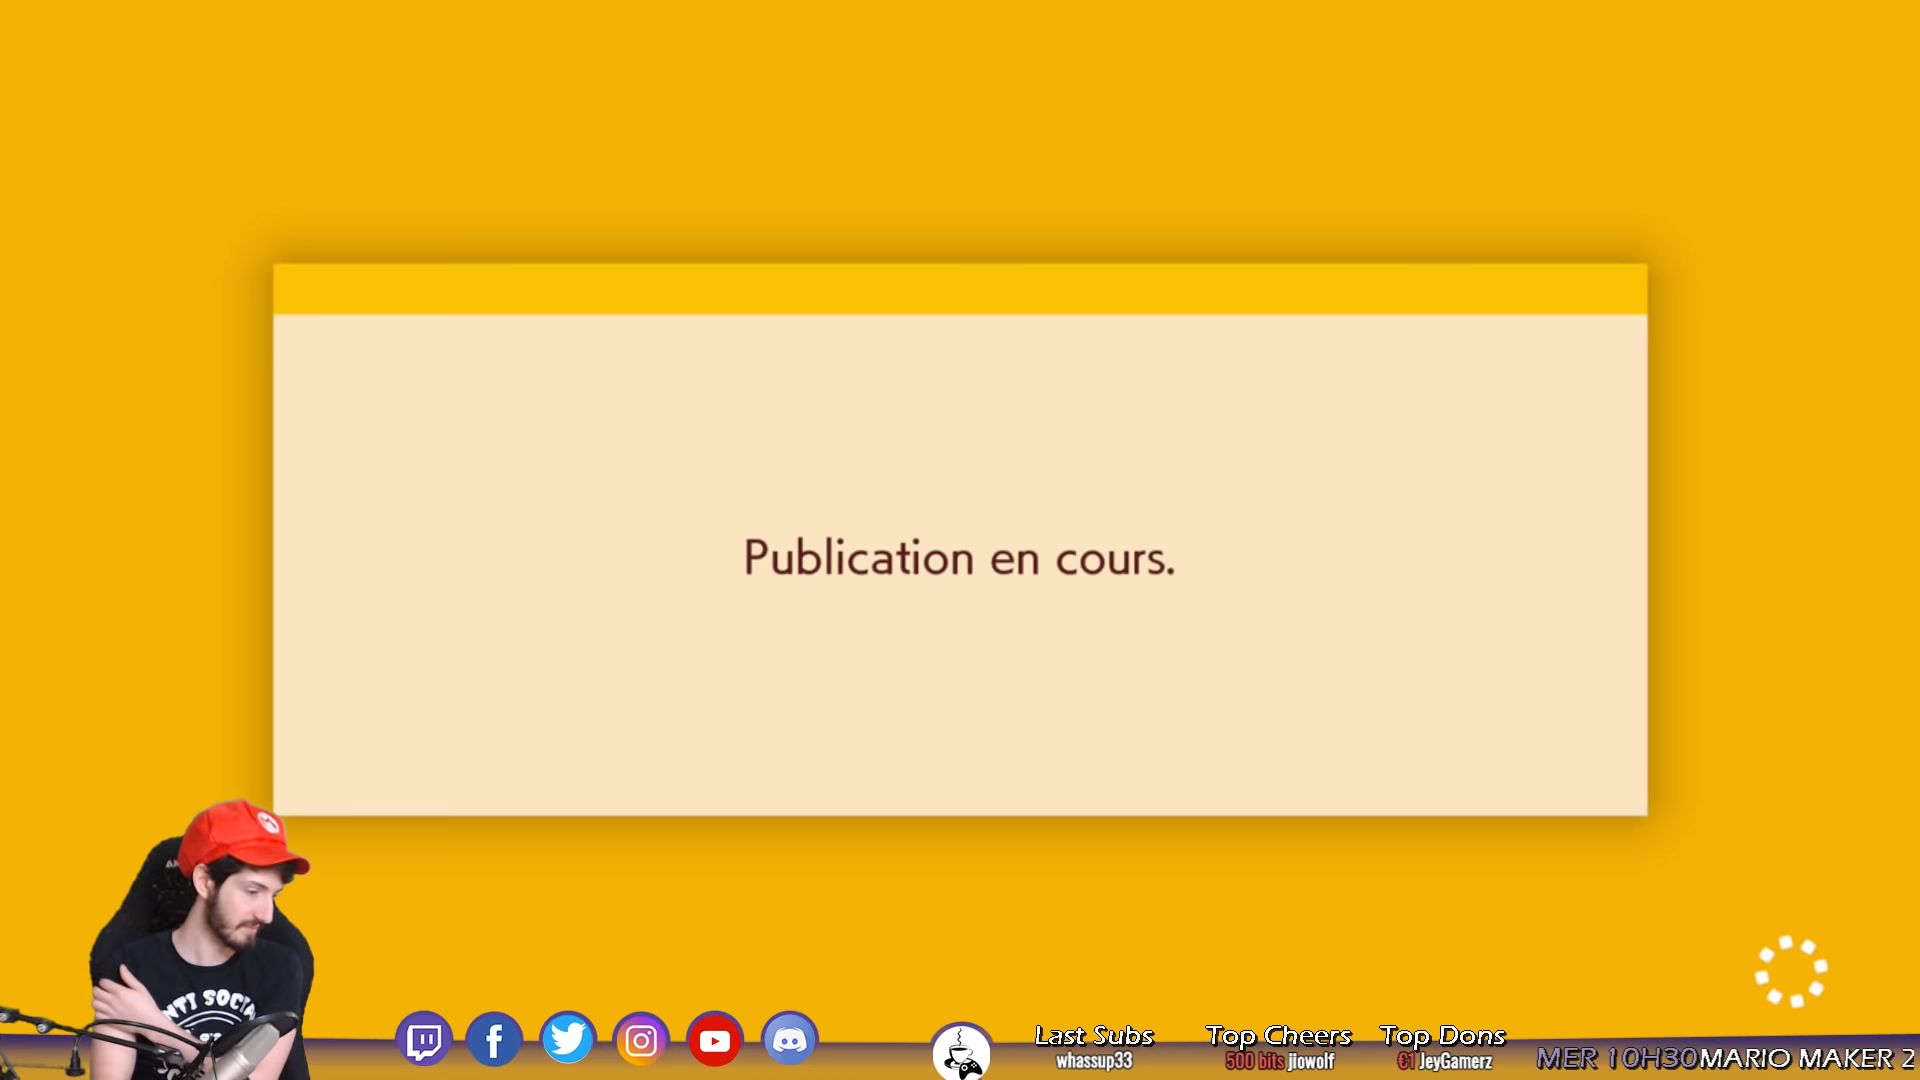 Publication en cours.
Last Subs
whassup33
Top Cheers
500 bits jiowolf
Top Dons
€1 JeyGamerz
MER 10H30 MARIO MAKER 2